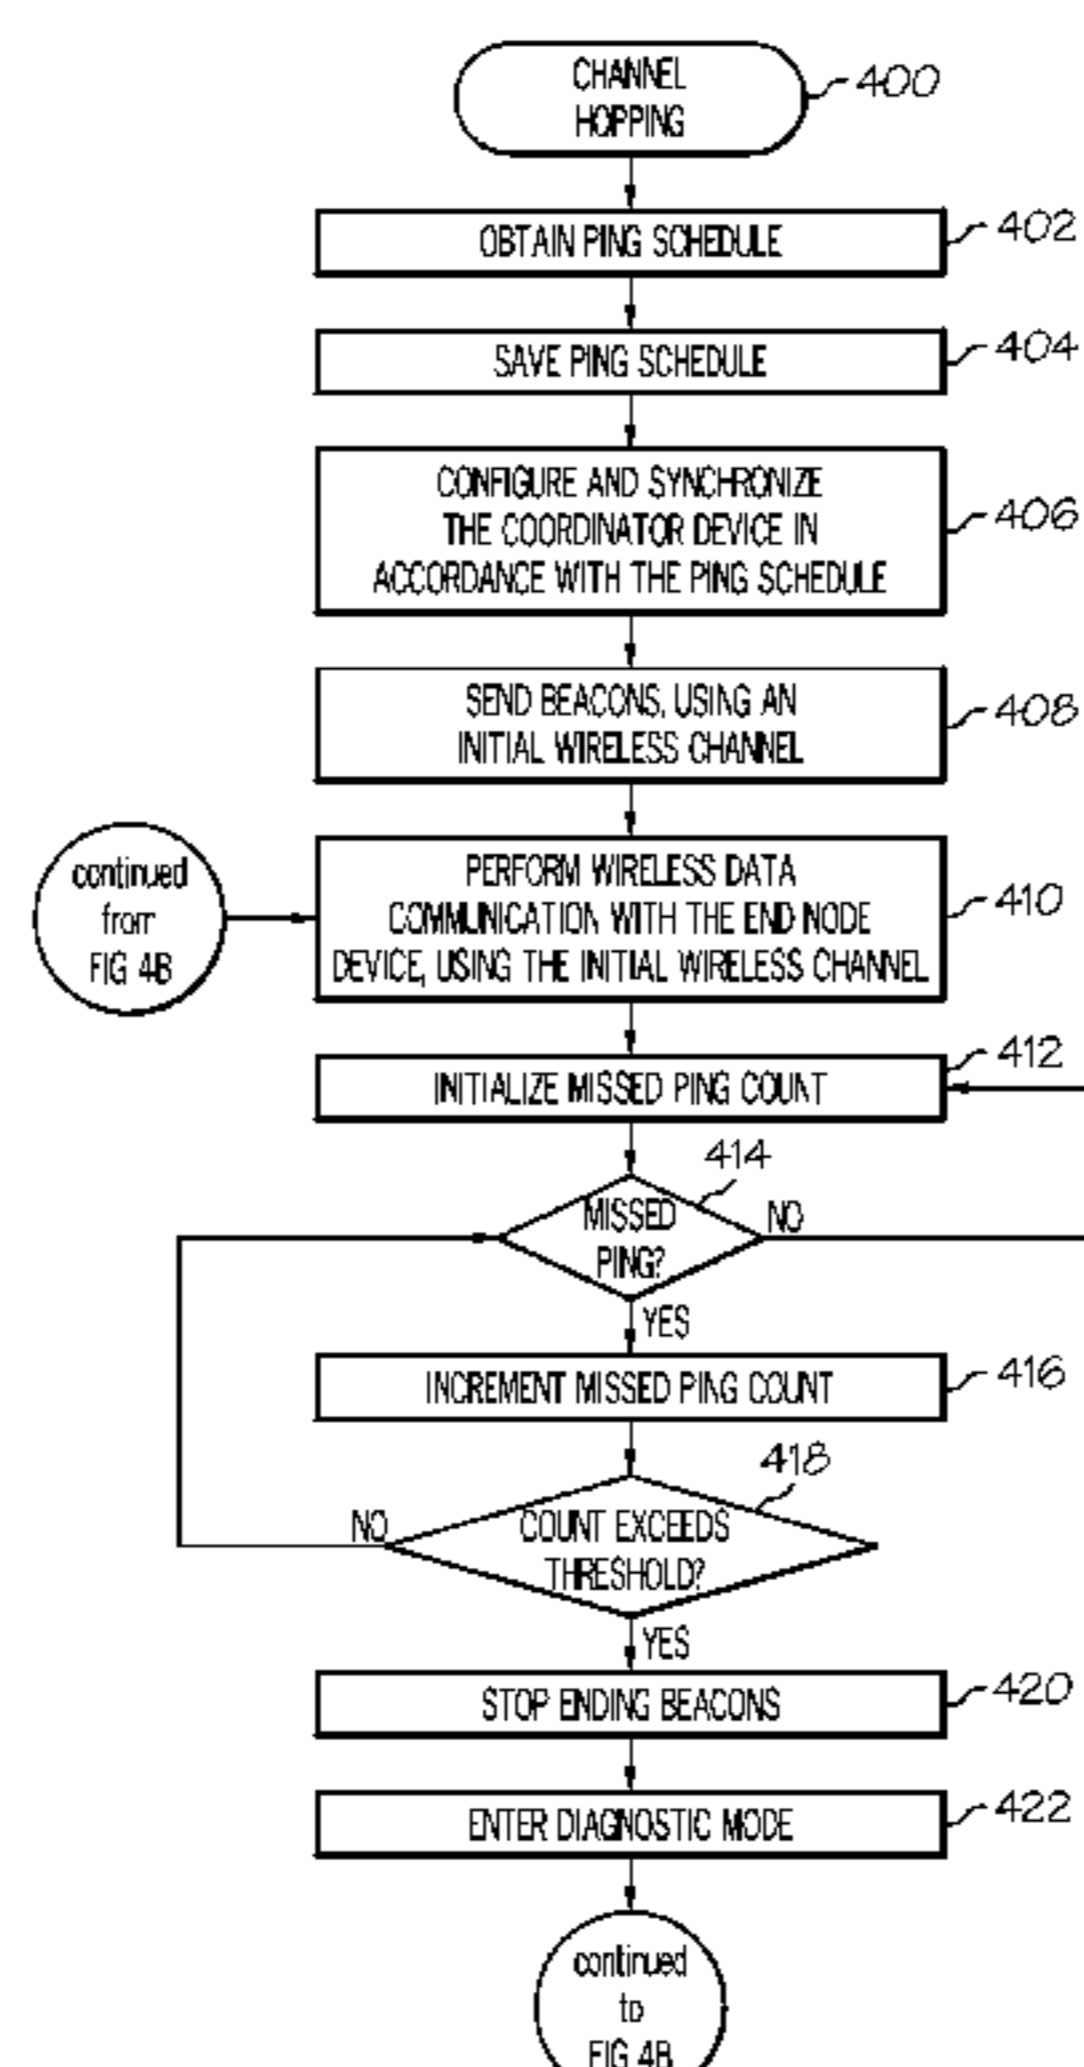 CHANNEL
HOPPING
400
OBTAIN PING SCHEDULE
402
SAVE PING SCHEDULE
404
CONFIGURE AND SYNCHRONIZE
THE COORDINATOR DEVICE IN
ACCORDANCE WITH THE PING SCHEDULE
406
SEND BEACONS, USING AN
INITIAL WIRELESS CHANNEL
408
continued
from
FIG 4B
PERFORM WIRELESS DATA
COMMUNICATION WITH THE END NODE
DEVICE, USING THE INITIAL WIRELESS CHANNEL
410
INITIALIZE MISSED PING COUNT
412
414
MISSED
PING?
NO
YES
INCREMENT MISSED PING COUNT
416
418
COUNT EXCEEDS
THRESHOLD?
NO
YES
STOP ENDING BEACONS
420
ENTER DIAGNOSTIC MODE
422
continued
to
FIG 4B